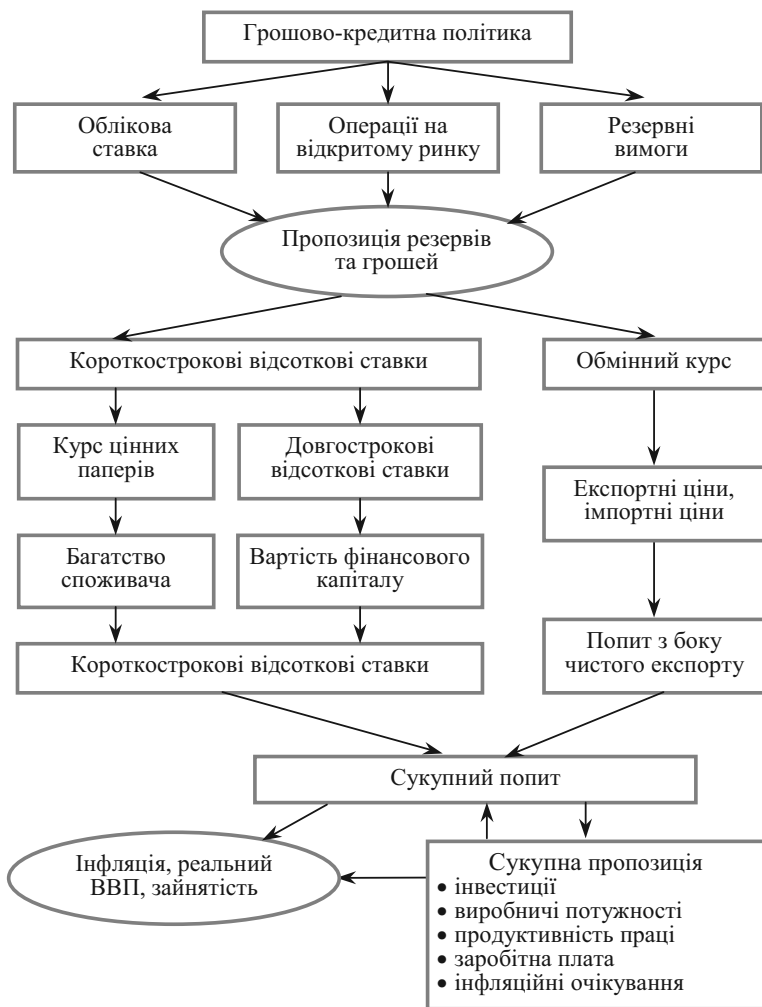 Грошово-кредитна політика
Облікова
ставка
Операції на
відкритому ринку
Резервні
вимоги
Пропозиція резервів
та грошей
Короткострокові відсоткові ставки
Обмінний курс
Курс цінних
паперів
Довгострокові
відсоткові ставки
Експортні ціни,
імпортні ціни
Багатство
споживача
Вартість фінансового
капіталу
Короткострокові відсоткові ставки
Попит з боку
чистого експорту
Сукупний попит
Інфляція, реальний
ВВП, зайнятість
Сукупна пропозиція
• інвестиції
• виробничі потужності
• продуктивність праці
• заробітна плата
• інфляційні очікування